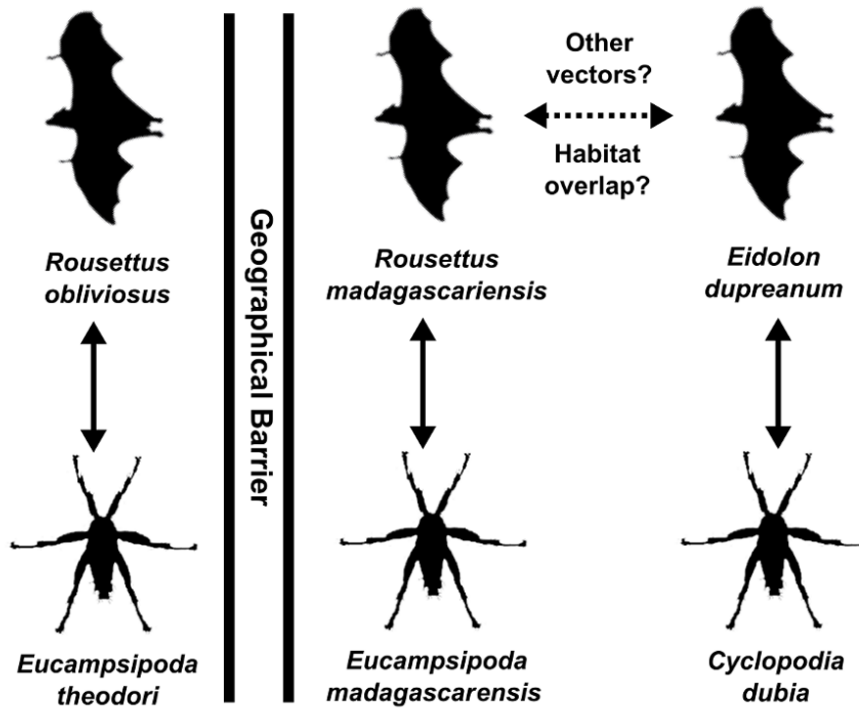 Other
vectors?
Habitat
overlap?
Rousettus
obliviosus
Geographical Barrier
Rousettus
madagascariensis
Eidolon
dupreanum
Eucampsipoda
theodori
Eucampsipoda
madagascarensis
Cyclopodia
dubia